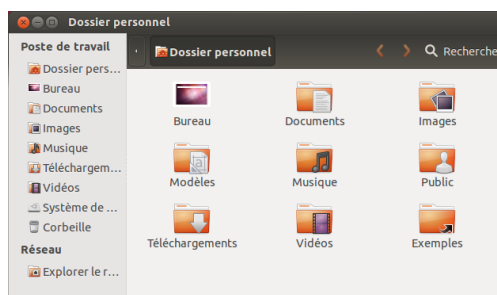 Dossier personnel
Poste de travail
Dossier pers...
Bureau
Documents
Images
Musique
Téléchargem...
Vidéos
Système de ...
Corbeille
Réseau
Explorer le r...
Dossier personnel
Recherche
Bureau
Documents
Images
Modèles
Musique
Public
Téléchargements
Vidéos
Exemples